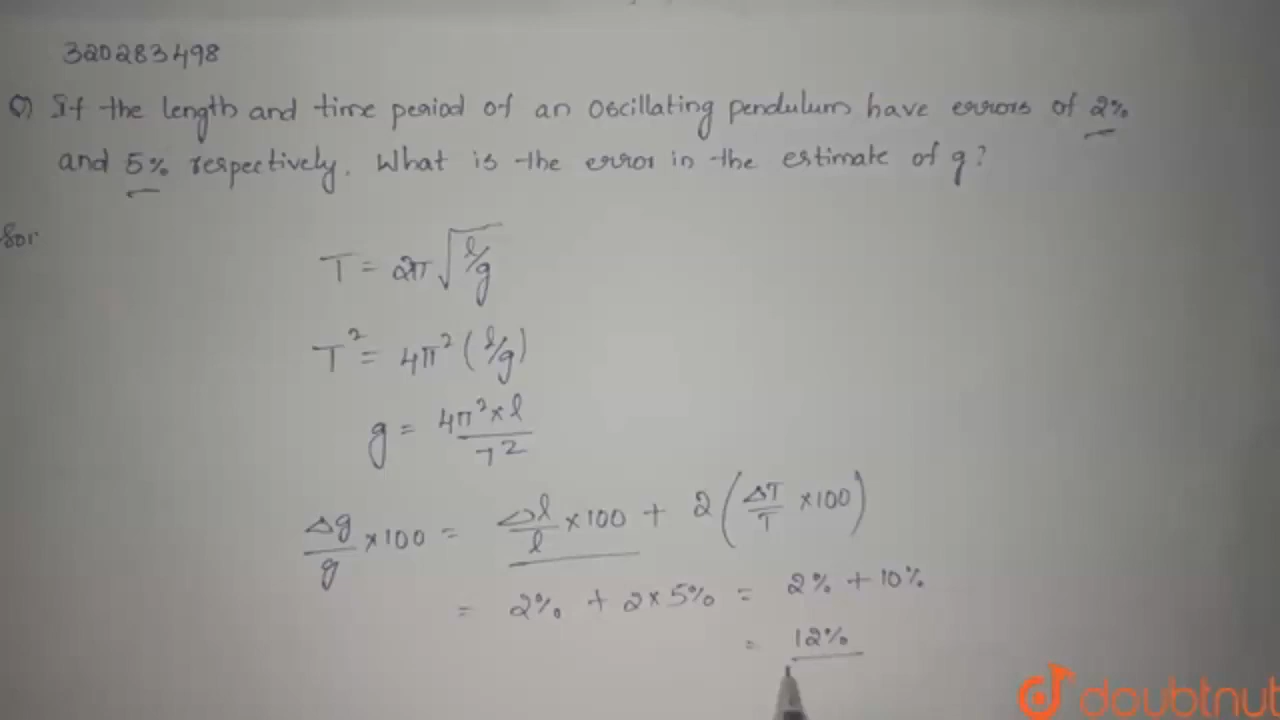 320283498
Q) If the length and time period of an oscillating pendulum have errors of 2%
and 5% respectively. What is the error in the estimate of g?
Sol
T = 2π√(l/g)
T² = 4π² (l/g)
g = 4π² × l / T²
Δg/g × 100 = Δl/l × 100 + 2 (ΔT/T × 100)
= 2% + 2 × 5% = 2% + 10%
= 12%
doubtnut